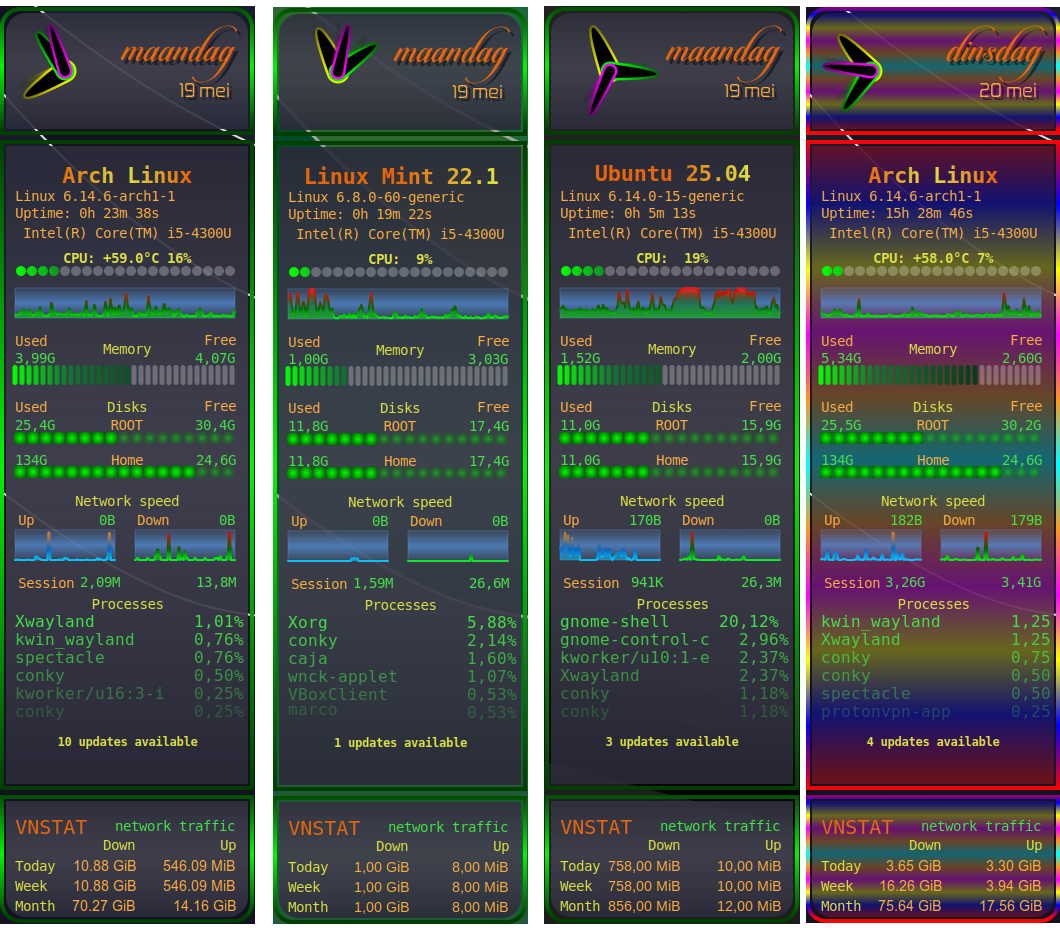 maandag
19 mei
Arch Linux
Linux 6.14.6-arch1-1
Uptime: 0h 23m 38s
Intel(R) Core(TM) i5-4300U
CPU: +59.0°C 16%
Used Memory Free
3,99G 4,07G
Used Disks Free
25,4G ROOT 30,4G
134G Home 24,6G
Network speed
Up 0B Down 0B
Session 2,09M 13,8M
Processes
Xwayland 1,01%
kwin_wayland 0,76%
spectacle 0,76%
conky 0,50%
kworker/u16:3-i 0,25%
conky 0,25%
10 updates available
VNSTAT network traffic
Down Up
Today 10.88 GiB 546.09 MiB
Week 10.88 GiB 546.09 MiB
Month 70.27 GiB 14.16 GiB
maandag
19 mei
Linux Mint 22.1
Linux 6.8.0-60-generic
Uptime: 0h 19m 22s
Intel(R) Core(TM) i5-4300U
CPU: 9%
Used Memory Free
1,00G 3,03G
Used Disks Free
11,8G ROOT 17,4G
11,8G Home 17,4G
Network speed
Up 0B Down 0B
Session 1,59M 26,6M
Processes
Xorg 5,88%
conky 2,14%
caja 1,60%
wnck-applet 1,07%
VBoxClient 0,53%
marco 0,53%
1 updates available
VNSTAT network traffic
Down Up
Today 1,00 GiB 8,00 MiB
Week 1,00 GiB 8,00 MiB
Month 1,00 GiB 8,00 MiB
maandag
19 mei
Ubuntu 25.04
Linux 6.14.0-15-generic
Uptime: 0h 5m 13s
Intel(R) Core(TM) i5-4300U
CPU: 19%
Used Memory Free
1,52G 2,00G
Used Disks Free
11,0G ROOT 15,9G
11,0G Home 15,9G
Network speed
Up 170B Down 0B
Session 941K 26,3M
Processes
gnome-shell 20,12%
gnome-control-c 2,96%
kworker/u10:1-e 2,37%
Xwayland 2,37%
conky 1,18%
conky 1,18%
3 updates available
VNSTAT network traffic
Down Up
Today 758,00 MiB 10,00 MiB
Week 758,00 MiB 10,00 MiB
Month 856,00 MiB 12,00 MiB
dinsdag
20 mei
Arch Linux
Linux 6.14.6-arch1-1
Uptime: 15h 28m 46s
Intel(R) Core(TM) i5-4300U
CPU: +58.0°C 7%
Used Memory Free
5,34G 2,60G
Used Disks Free
25,5G ROOT 30,2G
134G Home 24,6G
Network speed
Up 182B Down 179B
Session 3,26G 3,41G
Processes
kwin_wayland 1,25
Xwayland 1,25
conky 0,75
conky 0,50
spectacle 0,50
protonvpn-app 0,25
4 updates available
VNSTAT network traffic
Down Up
Today 3.65 GiB 3.30 GiB
Week 16.26 GiB 3.94 GiB
Month 75.64 GiB 17.56 GiB